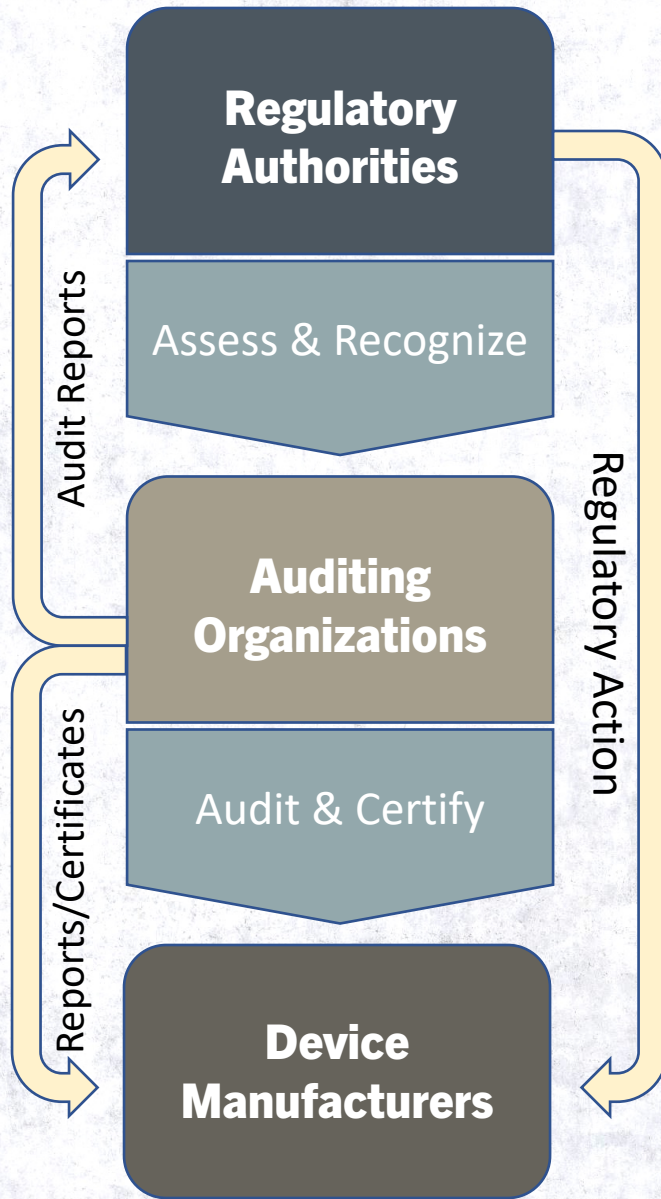 Regulatory
Authorities
Audit Reports
Assess & Recognize
Regulatory Action
Auditing
Organizations
Reports/Certificates
Audit & Certify
Device
Manufacturers